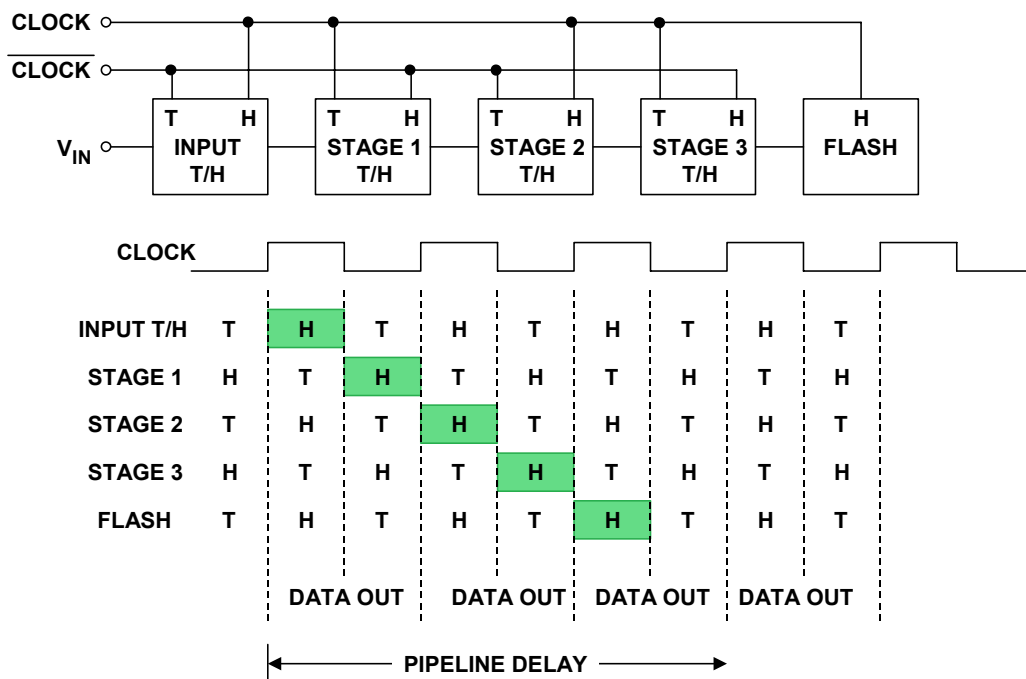 CLOCK
CLOCK
T H T H T H T H H
V_IN INPUT STAGE 1 STAGE 2 STAGE 3 FLASH
T/H T/H T/H T/H
CLOCK
INPUT T/H T H T H T H T H T
STAGE 1 H T H T H T H T H
STAGE 2 T H T H T H T H T
STAGE 3 H T H T H T H T H
FLASH T H T H T H T H T
DATA OUT DATA OUT DATA OUT DATA OUT
PIPELINE DELAY